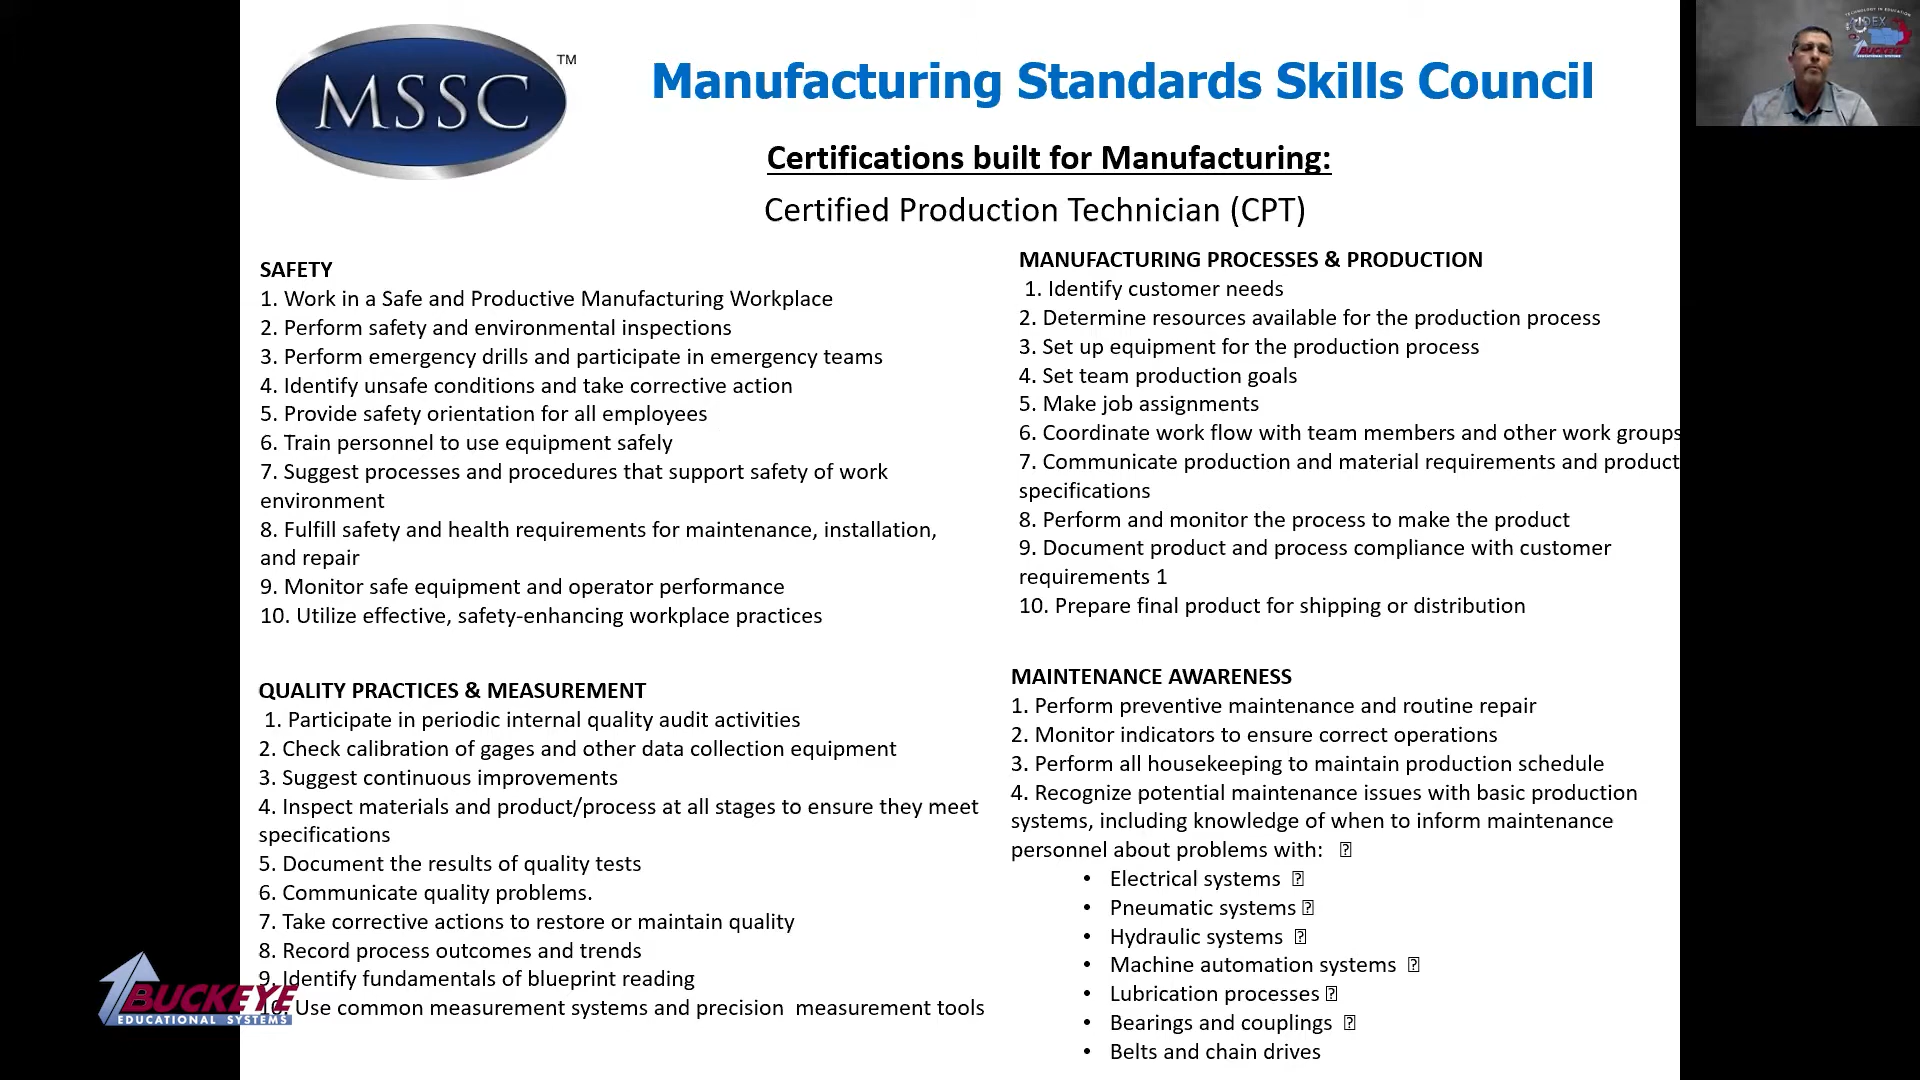 MSSC
TM
Manufacturing Standards Skills Council
Certifications built for Manufacturing:
Certified Production Technician (CPT)
SAFETY
1. Work in a Safe and Productive Manufacturing Workplace
2. Perform safety and environmental inspections
3. Perform emergency drills and participate in emergency teams
4. Identify unsafe conditions and take corrective action
5. Provide safety orientation for all employees
6. Train personnel to use equipment safely
7. Suggest processes and procedures that support safety of work
environment
8. Fulfill safety and health requirements for maintenance, installation,
and repair
9. Monitor safe equipment and operator performance
10. Utilize effective, safety-enhancing workplace practices
MANUFACTURING PROCESSES & PRODUCTION
1. Identify customer needs
2. Determine resources available for the production process
3. Set up equipment for the production process
4. Set team production goals
5. Make job assignments
6. Coordinate work flow with team members and other work groups
7. Communicate production and material requirements and product
specifications
8. Perform and monitor the process to make the product
9. Document product and process compliance with customer
requirements 1
10. Prepare final product for shipping or distribution
QUALITY PRACTICES & MEASUREMENT
1. Participate in periodic internal quality audit activities
2. Check calibration of gages and other data collection equipment
3. Suggest continuous improvements
4. Inspect materials and product/process at all stages to ensure they meet
specifications
5. Document the results of quality tests
6. Communicate quality problems.
7. Take corrective actions to restore or maintain quality
8. Record process outcomes and trends
9. Identify fundamentals of blueprint reading
10. Use common measurement systems and precision measurement tools
MAINTENANCE AWARENESS
1. Perform preventive maintenance and routine repair
2. Monitor indicators to ensure correct operations
3. Perform all housekeeping to maintain production schedule
4. Recognize potential maintenance issues with basic production
systems, including knowledge of when to inform maintenance
personnel about problems with:
• Electrical systems
• Pneumatic systems
• Hydraulic systems
• Machine automation systems
• Lubrication processes
• Bearings and couplings
• Belts and chain drives
BUCKEYE
EDUCATIONAL SYSTEMS
TECHNOLOGY IN EDUCATION
BUCKEYE
EDUCATIONAL SYSTEMS